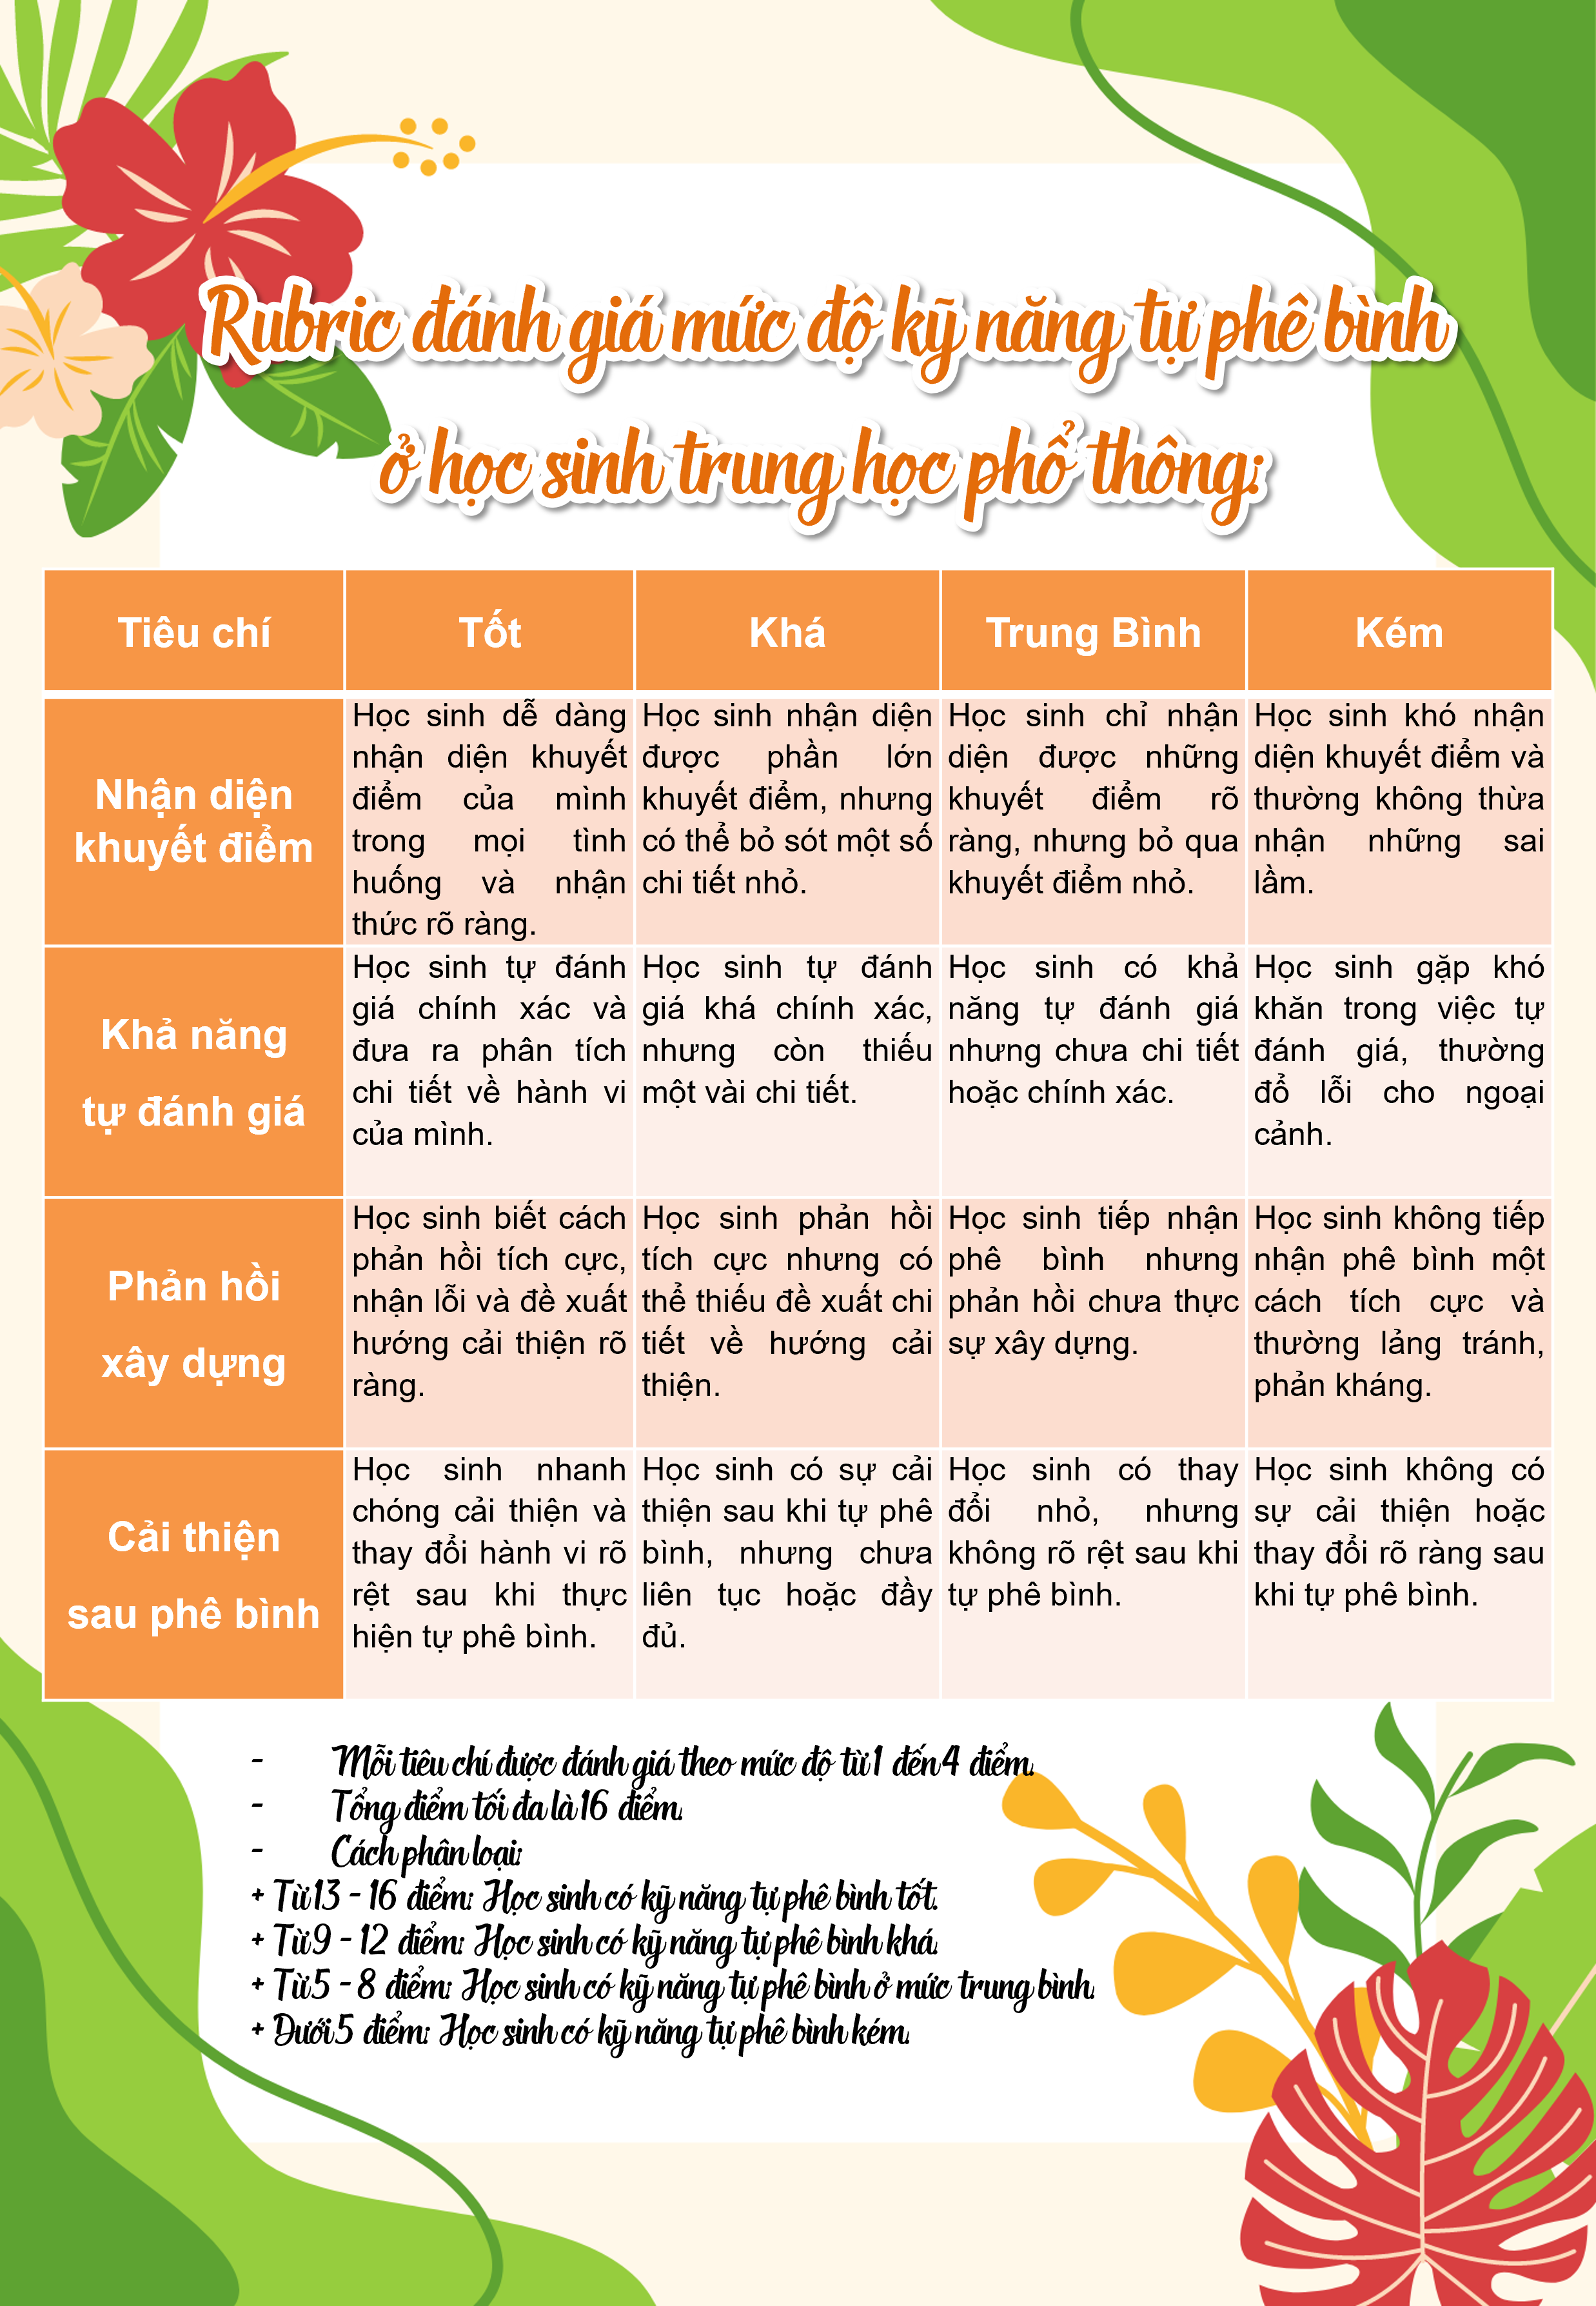 Rubric đánh giá mức độ kỹ năng tự phê bình
ở học sinh trung học phổ thông:
Tiêu chí
Tốt
Khá
Trung Bình
Kém
Nhận diện
khuyết điểm
Học sinh dễ dàng
nhận diện khuyết
điểm của mình
trong mọi tình
huống và nhận
thức rõ ràng.
Học sinh nhận diện
được phần lớn
khuyết điểm, nhưng
có thể bỏ sót một số
chi tiết nhỏ.
Học sinh chỉ nhận
diện được những
khuyết điểm rõ
ràng, nhưng bỏ qua
khuyết điểm nhỏ.
Học sinh khó nhận
diện khuyết điểm và
thường không thừa
nhận những sai
lầm.
Khả năng
tự đánh giá
Học sinh tự đánh
giá chính xác và
đưa ra phân tích
chi tiết về hành vi
của mình.
Học sinh tự đánh
giá khá chính xác,
nhưng còn thiếu
một vài chi tiết.
Học sinh có khả
năng tự đánh giá
nhưng chưa chi tiết
hoặc chính xác.
Học sinh gặp khó
khăn trong việc tự
đánh giá, thường
đổ lỗi cho ngoại
cảnh.
Phản hồi
xây dựng
Học sinh biết cách
phản hồi tích cực,
nhận lỗi và đề xuất
hướng cải thiện rõ
ràng.
Học sinh phản hồi
tích cực nhưng có
thể thiếu đề xuất chi
tiết về hướng cải
thiện.
Học sinh tiếp nhận
phê bình nhưng
phản hồi chưa thực
sự xây dựng.
Học sinh không tiếp
nhận phê bình một
cách tích cực và
thường lảng tránh,
phản kháng.
Cải thiện
sau phê bình
Học sinh nhanh
chóng cải thiện và
thay đổi hành vi rõ
rệt sau khi thực
hiện tự phê bình.
Học sinh có sự cải
thiện sau khi tự phê
bình, nhưng chưa
liên tục hoặc đầy
đủ.
Học sinh có thay
đổi nhỏ, nhưng
không rõ rệt sau khi
tự phê bình.
Học sinh không có
sự cải thiện hoặc
thay đổi rõ ràng sau
khi tự phê bình.
- Mỗi tiêu chí được đánh giá theo mức độ từ 1 đến 4 điểm.
- Tổng điểm tối đa là 16 điểm.
- Cách phân loại:
+ Từ 13 - 16 điểm: Học sinh có kỹ năng tự phê bình tốt.
+ Từ 9 - 12 điểm: Học sinh có kỹ năng tự phê bình khá.
+ Từ 5 - 8 điểm: Học sinh có kỹ năng tự phê bình ở mức trung bình.
+ Dưới 5 điểm: Học sinh có kỹ năng tự phê bình kém.